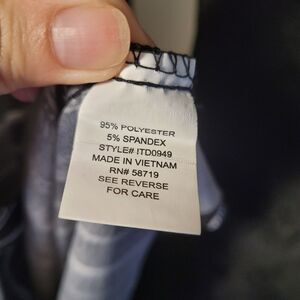 95% POLYESTER
5% SPANDEX
STYLE# ITD0949
MADE IN VIETNAM
RN# 58719
SEE REVERSE
FOR CARE